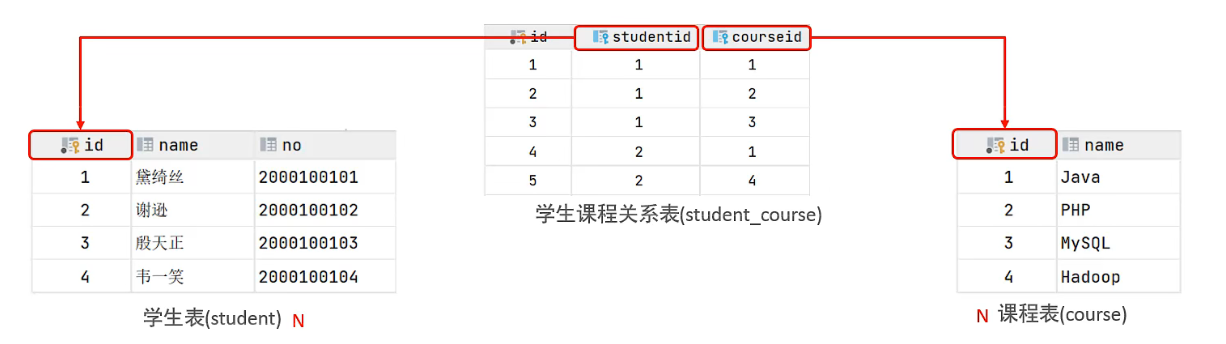 id studentid courseid
1 1 1
2 1 2
3 1 3
4 2 1
5 2 4
学生课程关系表(student_course)
id name no
1 黛绮丝 2000100101
2 谢逊 2000100102
3 殷天正 2000100103
4 韦一笑 2000100104
学生表(student) N
id name
1 Java
2 PHP
3 MySQL
4 Hadoop
N 课程表(course)